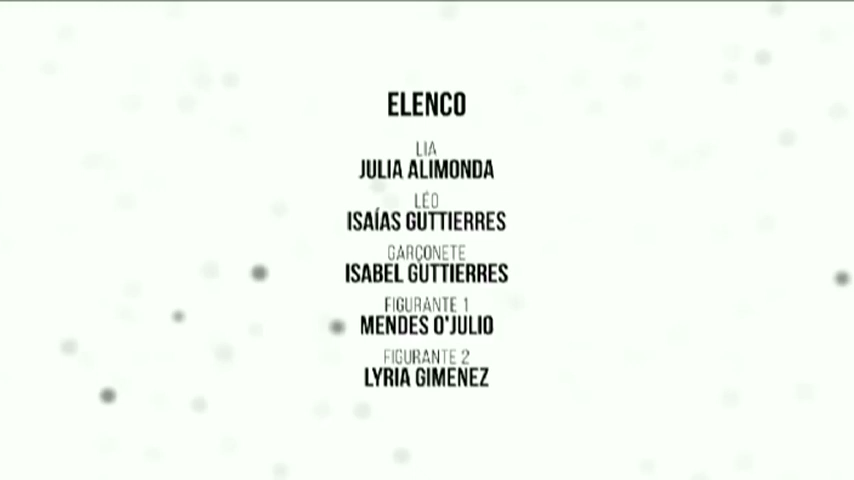 ELENCO
LIA
JULIA ALIMONDA
LÉO
ISAÍAS GUTTIERRES
GARÇONETE
ISABEL GUTTIERRES
FIGURANTE 1
MENDES O'JULIO
FIGURANTE 2
LYRIA GIMENEZ